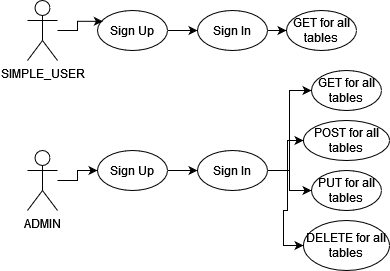 Sign Up
Sign In
GET for all
tables
SIMPLE_USER
GET for all
tables
POST for all
tables
Sign Up
Sign In
PUT for all
tables
ADMIN
DELETE for all
tables